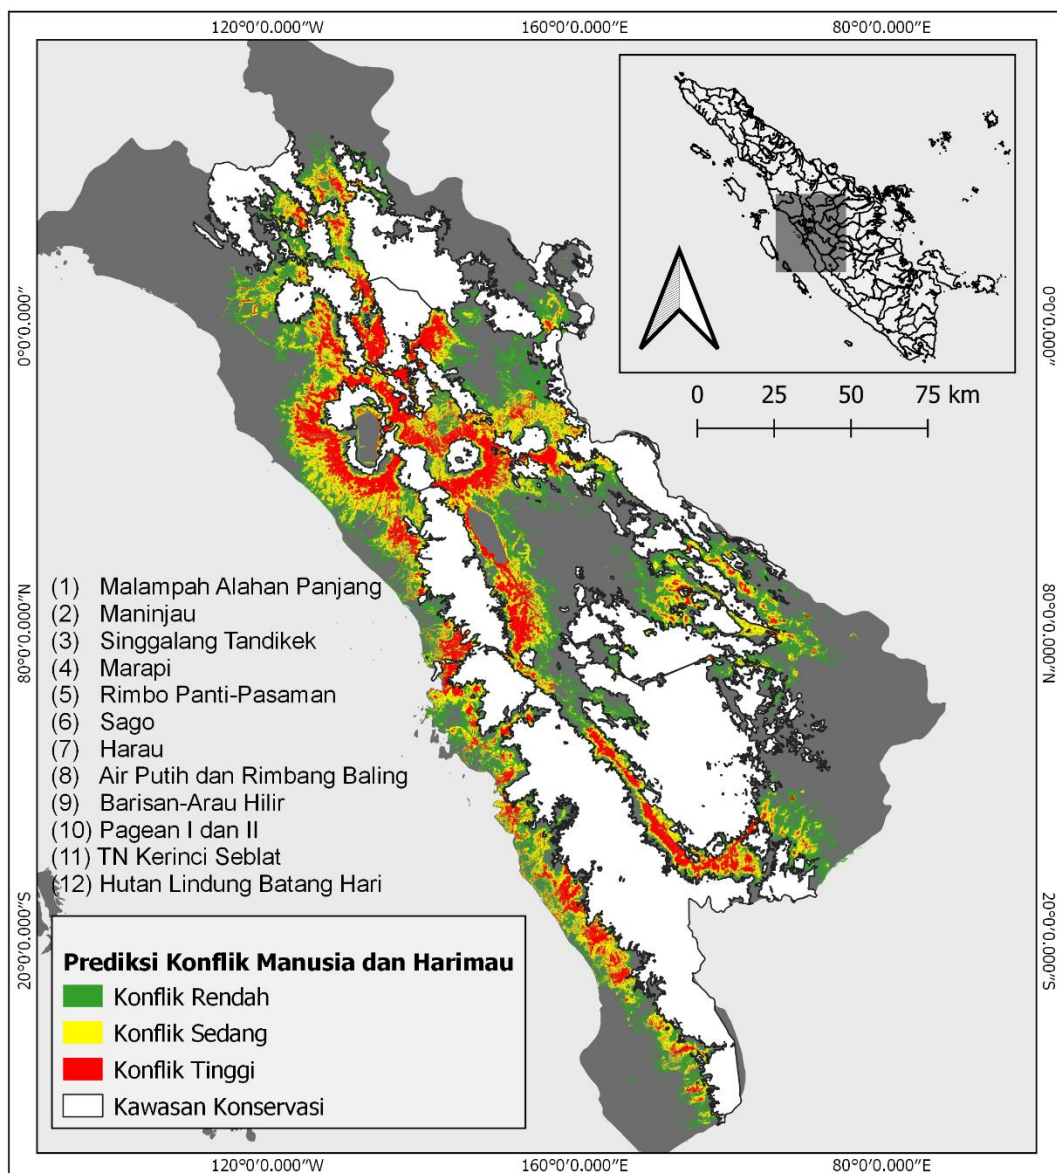 120°0'0.000"W 160°0'0.000"E 80°0'0.000"E
0°0'0.000" 0°0'0.000"
0 25 50 75 km
80°0'0.000"N 80°0'0.000"N
(1) Malampah Alahan Panjang
(2) Maninjau
(3) Singgalang Tandikek
(4) Marapi
(5) Rimbo Panti-Pasaman
(6) Sago
(7) Harau
(8) Air Putih dan Rimbang Baling
(9) Barisan-Arau Hilir
(10) Pagean I dan II
(11) TN Kerinci Seblat
(12) Hutan Lindung Batang Hari
20°0'0.000"S 20°0'0.000"S
Prediksi Konflik Manusia dan Harimau
Konflik Rendah
Konflik Sedang
Konflik Tinggi
Kawasan Konservasi
120°0'0.000"W 160°0'0.000"E 80°0'0.000"E